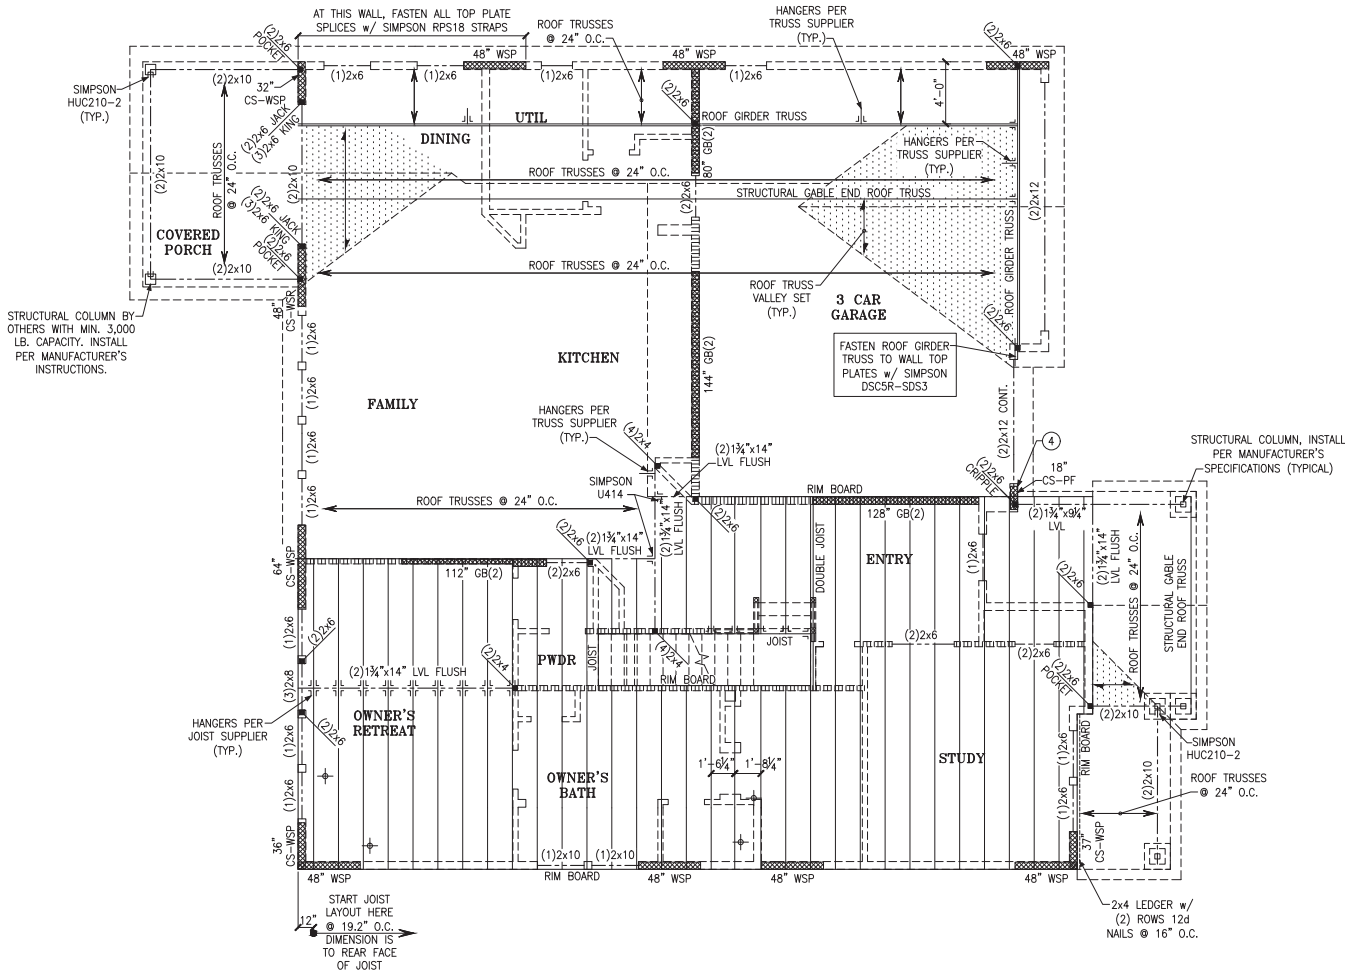 AT THIS WALL, FASTEN ALL TOP PLATE
SPLICES w/ SIMPSON RPS18 STRAPS
ROOF TRUSSES
@ 24" O.C.
HANGERS PER
TRUSS SUPPLIER
(TYP.)
(2)2x6
POCKET
(2)2x6
48" WSP
48" WSP
48" WSP
SIMPSON
HUC210-2
(TYP.)
(2)2x10
32"
CS-WSP
(1)2x6
(1)2x6
(1)2x6
(1)2x6
(2)2x6
4'-0"
(2)2x6 JACK
(3)2x6 KING
UTIL
DINING
ROOF GIRDER TRUSS
HANGERS PER
TRUSS SUPPLIER
(TYP.)
80" GB(2)
(2)2x10
ROOF TRUSSES
@ 24" O.C.
(2)2x10
ROOF TRUSSES @ 24" O.C.
STRUCTURAL GABLE END ROOF TRUSS
(2)2x6
(2)2x12
ROOF GIRDER TRUSS
(2)2x6 JACK
(3)2x6 KING
(2)2x6
POCKET
COVERED
PORCH
(2)2x10
ROOF TRUSSES @ 24" O.C.
ROOF TRUSS
VALLEY SET
(TYP.)
3 CAR
GARAGE
(2)2x6
48"
CS-WSP
STRUCTURAL COLUMN BY
OTHERS WITH MIN. 3,000
LB. CAPACITY. INSTALL
PER MANUFACTURER'S
INSTRUCTIONS.
(1)2x6
KITCHEN
144" GB(2)
FASTEN ROOF GIRDER
TRUSS TO WALL TOP
PLATES w/ SIMPSON
DSC5R-SDS3
(1)2x6
FAMILY
(2)2x12 CONT.
HANGERS PER
TRUSS SUPPLIER
(TYP.)
(4)2x4
(2)1¾"x14"
LVL FLUSH
(1)2x6
4
STRUCTURAL COLUMN, INSTALL
PER MANUFACTURER'S
SPECIFICATIONS (TYPICAL)
SIMPSON
U414
(2)2x6
CRIPPLE
18"
CS-PF
RIM BOARD
(1)2x6
ROOF TRUSSES @ 24" O.C.
(2)1¾"x14"
LVL FLUSH
(2)2x6
128" GB(2)
(2)1¾"x9¼"
LVL
(2)2x6
(2)1¾"x14"
LVL FLUSH
64"
CS-WSP
112" GB(2)
(2)2x6
DOUBLE JOIST
ENTRY
(1)2x6
(2)2x6
(2)1¾"x14"
LVL FLUSH
ROOF TRUSSES @ 24" O.C.
STRUCTURAL GABLE
END ROOF TRUSS
(1)2x6
(2)2x6
PWDR
JOIST
(4)2x4
JOIST
(2)2x6
(2)2x6
(2)1¾"x14" LVL FLUSH
(2)2x4
RIM BOARD
(2)2x6
POCKET
(3)2x8
(2)2x10
HANGERS PER
JOIST SUPPLIER
(TYP.)
OWNER'S
RETREAT
(2)2x6
(1)2x6
SIMPSON
HUC210-2
(1)2x6
RIM BOARD
STUDY
1'-6¼"
1'-8¼"
OWNER'S
BATH
(2)2x10
ROOF TRUSSES
@ 24" O.C.
(1)2x6
(1)2x6
36"
CS-WSP
37"
CS-WSP
(1)2x10
(1)2x10
48" WSP
RIM BOARD
48" WSP
48" WSP
48" WSP
12"
START JOIST
LAYOUT HERE
@ 19.2" O.C.
DIMENSION IS
TO REAR FACE
OF JOIST
2x4 LEDGER w/
(2) ROWS 12d
NAILS @ 16" O.C.